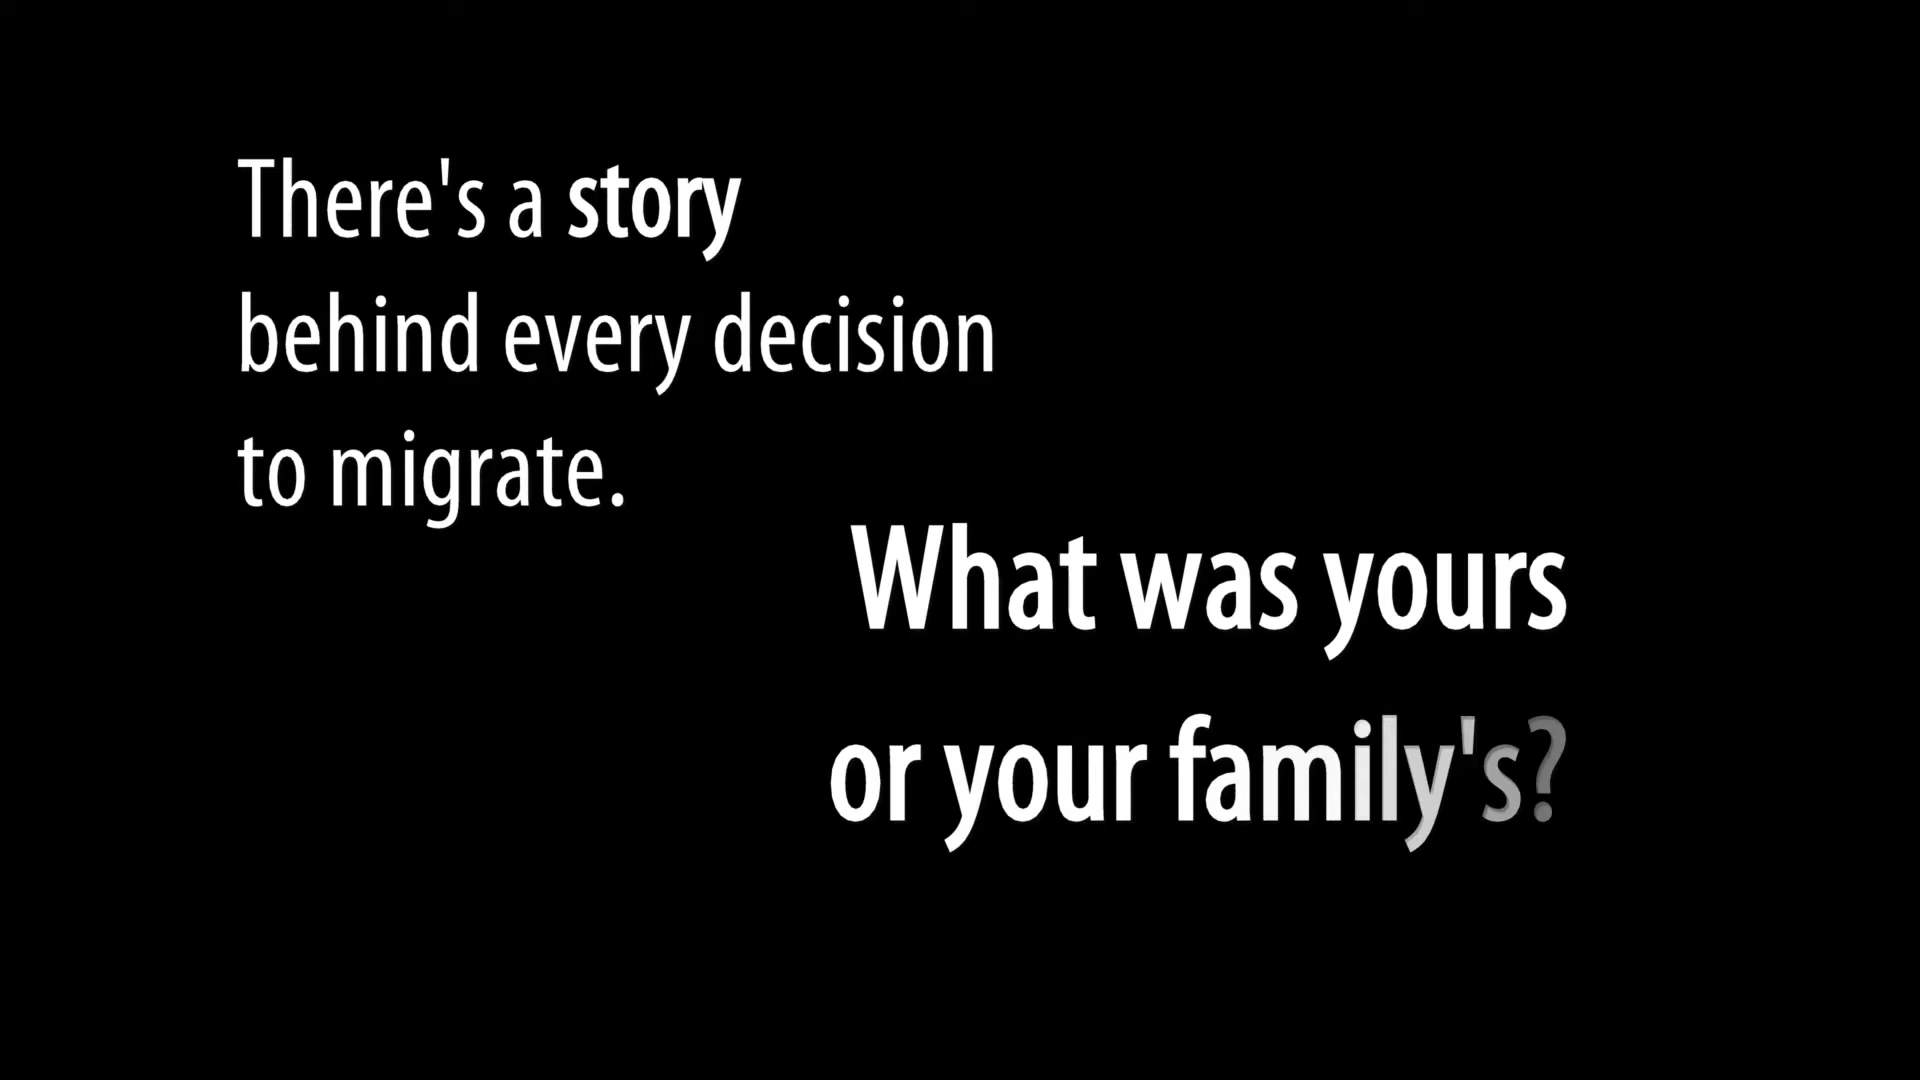 There's a story
behind every decision
to migrate.
What was yours
or your family's?